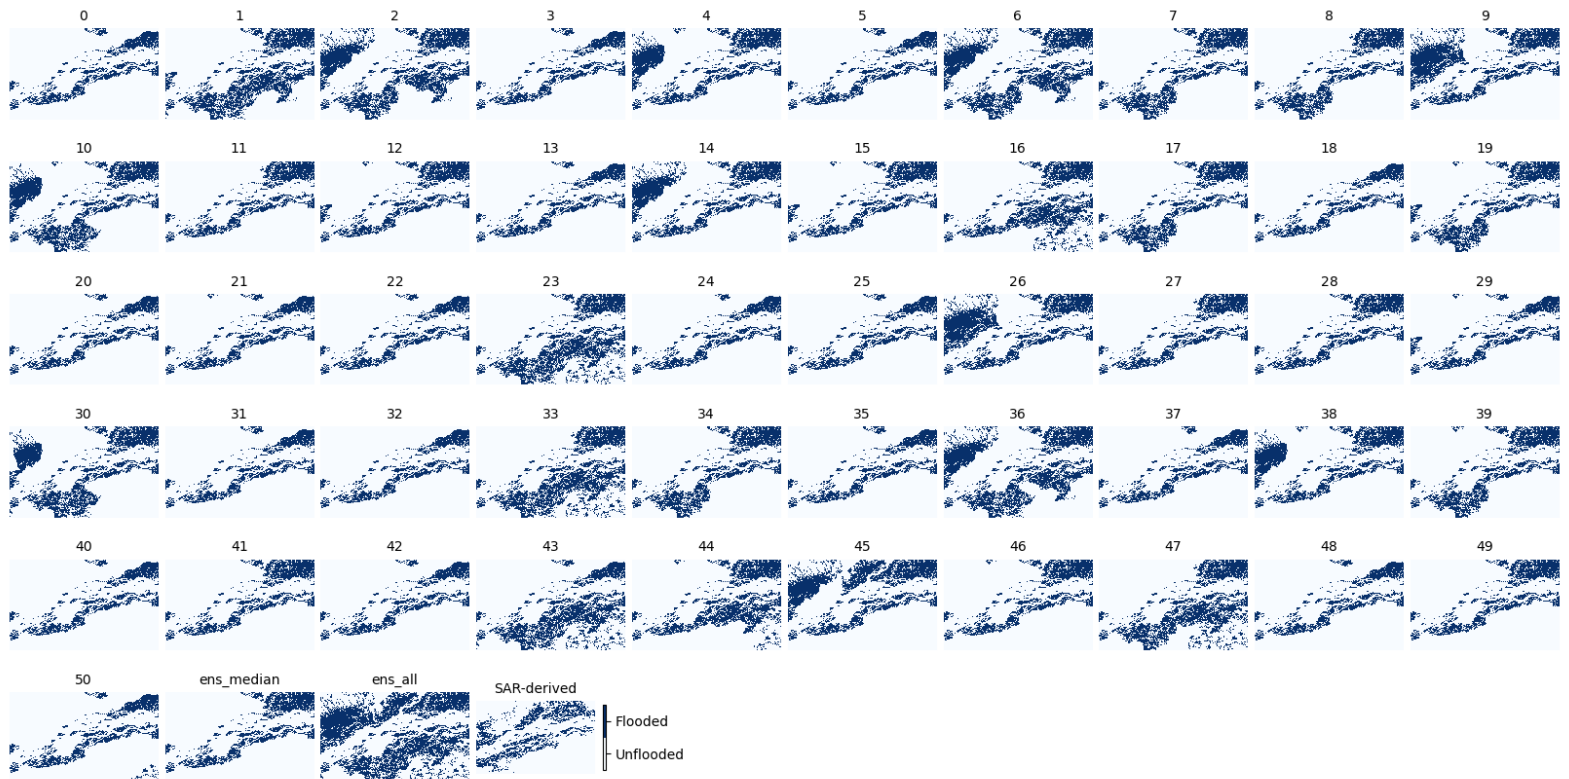 0 1 2 3 4 5 6 7 8 9
10 11 12 13 14 15 16 17 18 19
20 21 22 23 24 25 26 27 28 29
30 31 32 33 34 35 36 37 38 39
40 41 42 43 44 45 46 47 48 49
50 ens_median ens_all SAR-derived
Flooded
Unflooded